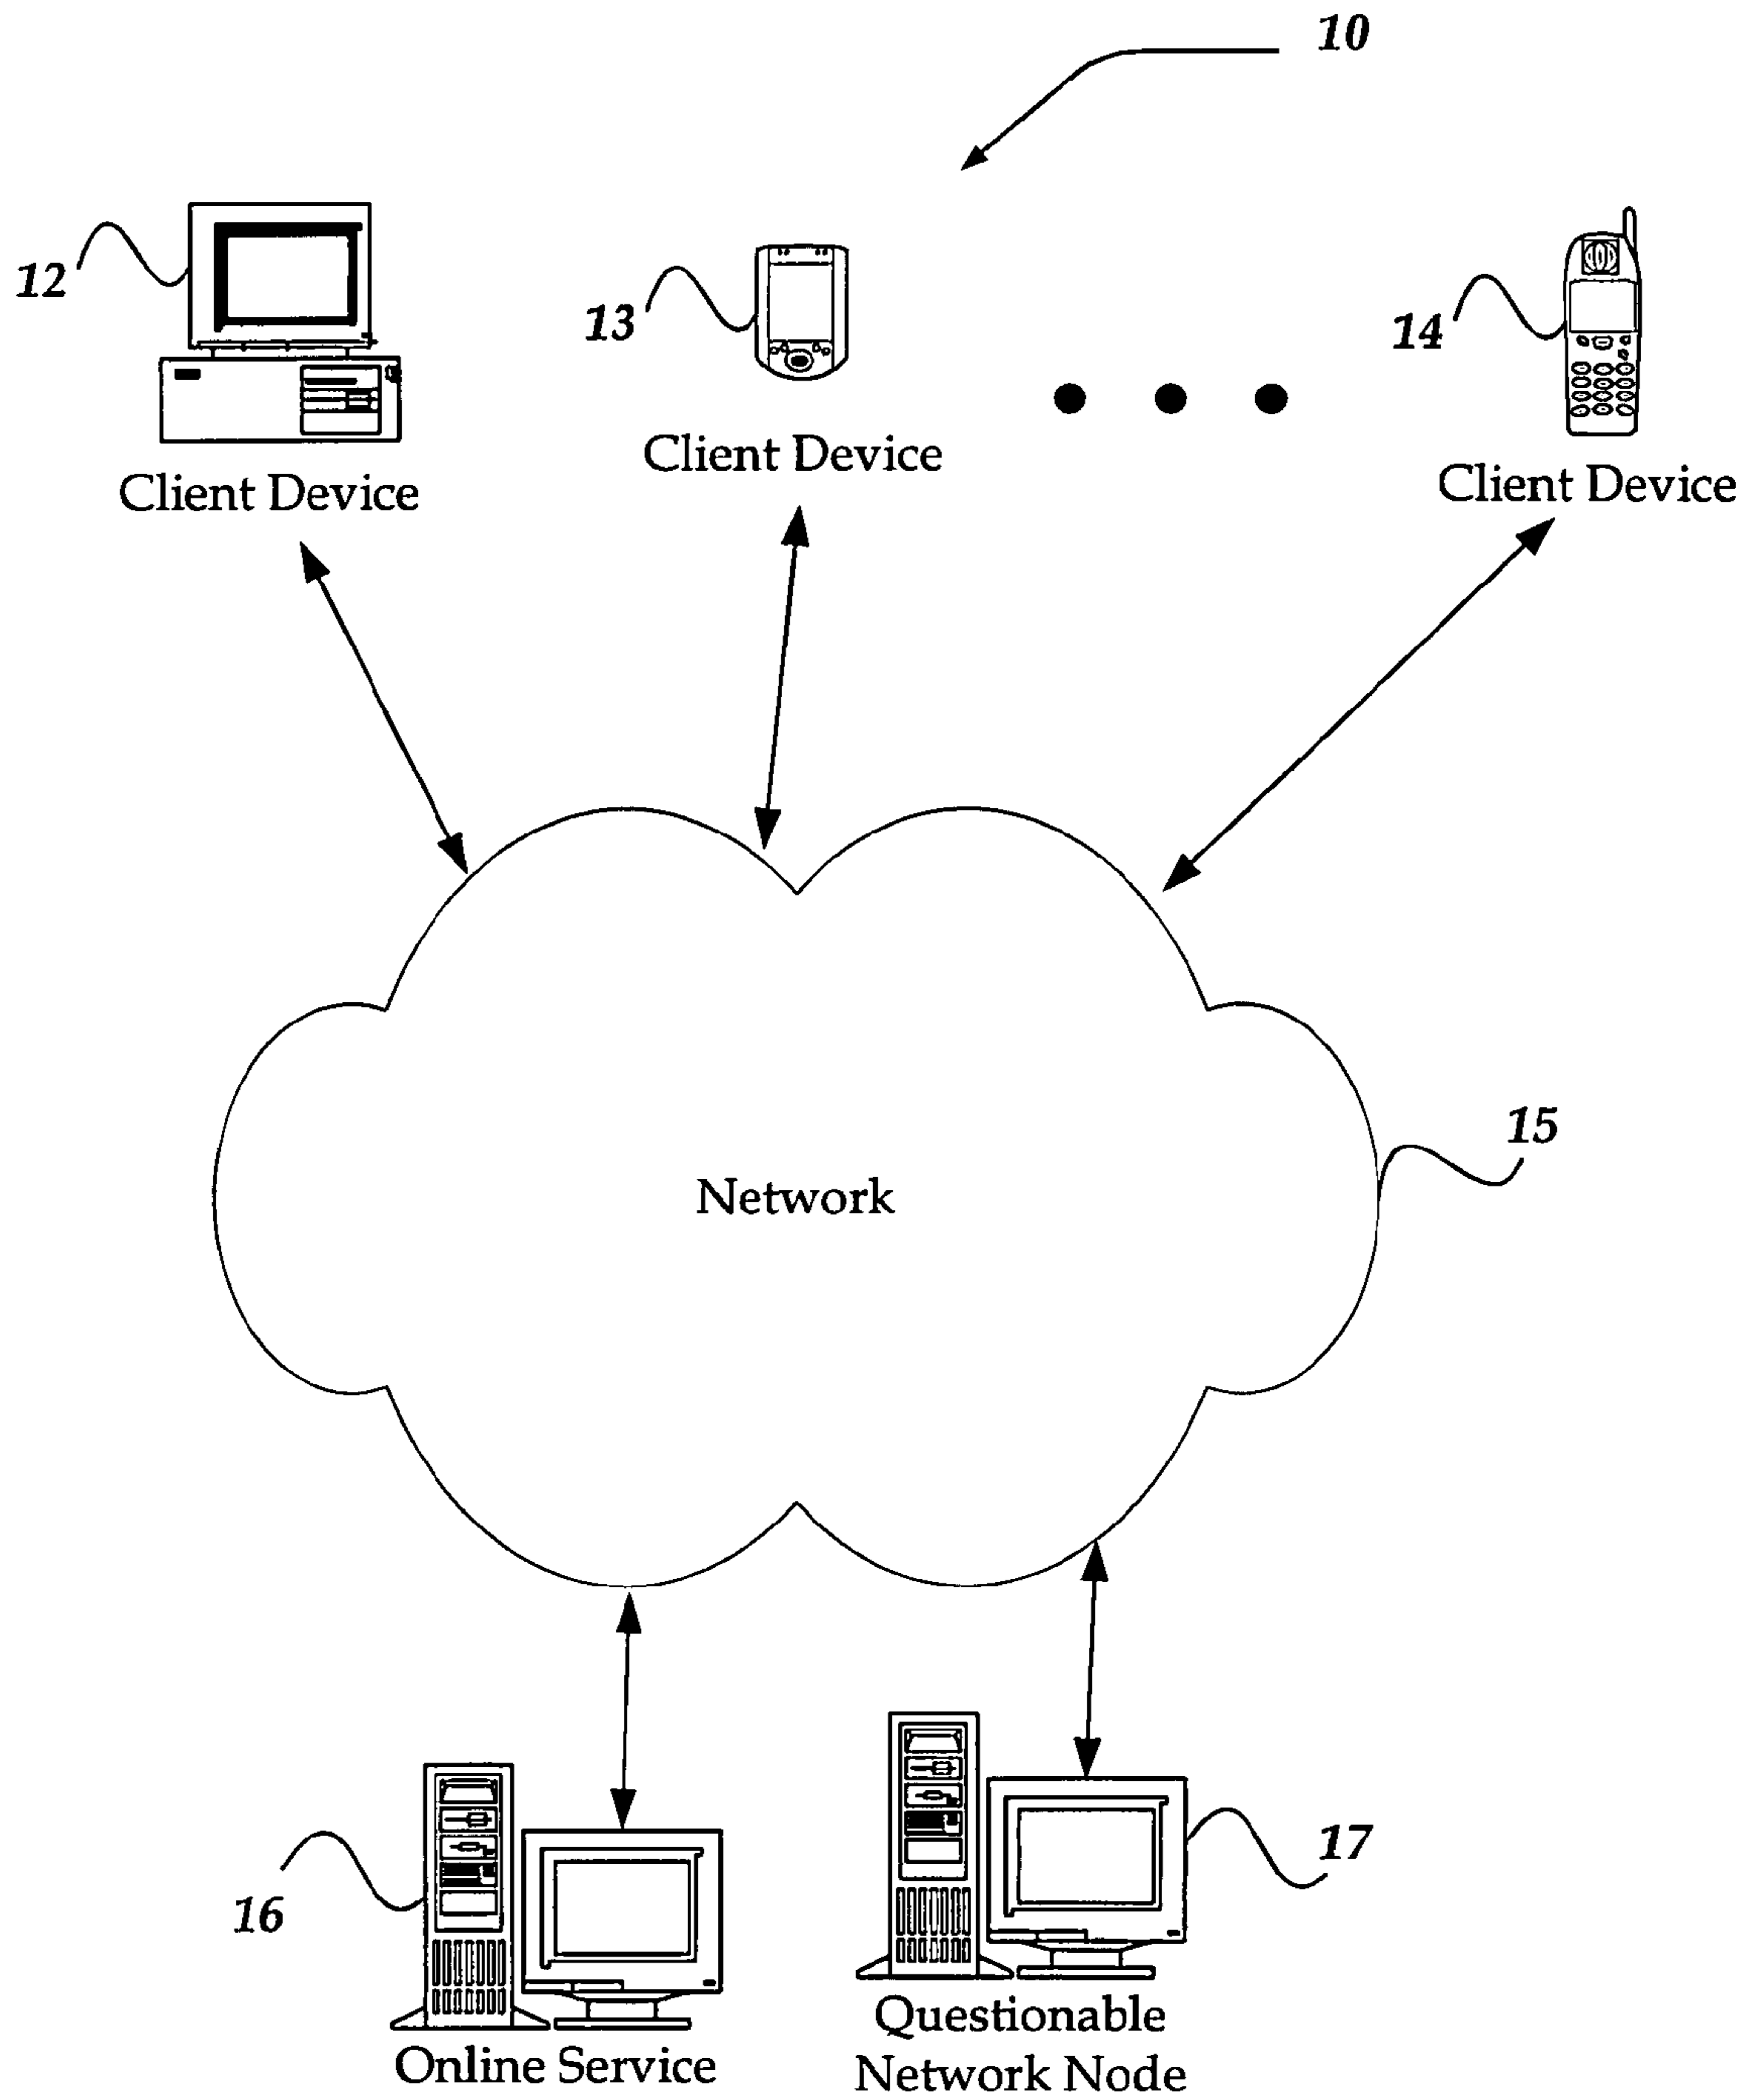 10
12
13
14
Client Device
Client Device
Client Device
15
Network
16
17
Online Service
Questionable
Network Node